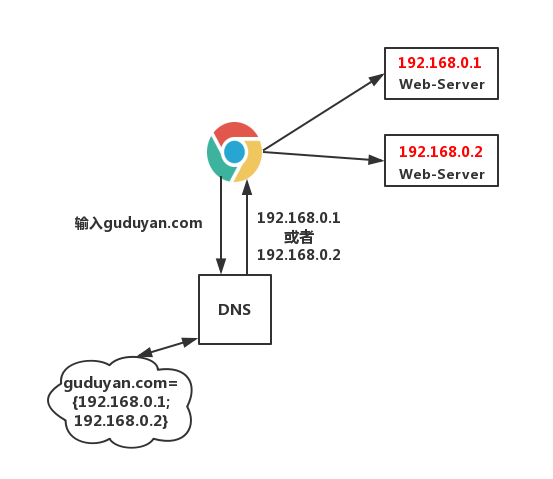 192.168.0.1
Web-Server
192.168.0.2
Web-Server
输入guduyan.com
192.168.0.1
或者
192.168.0.2
DNS
guduyan.com=
{192.168.0.1;
192.168.0.2}